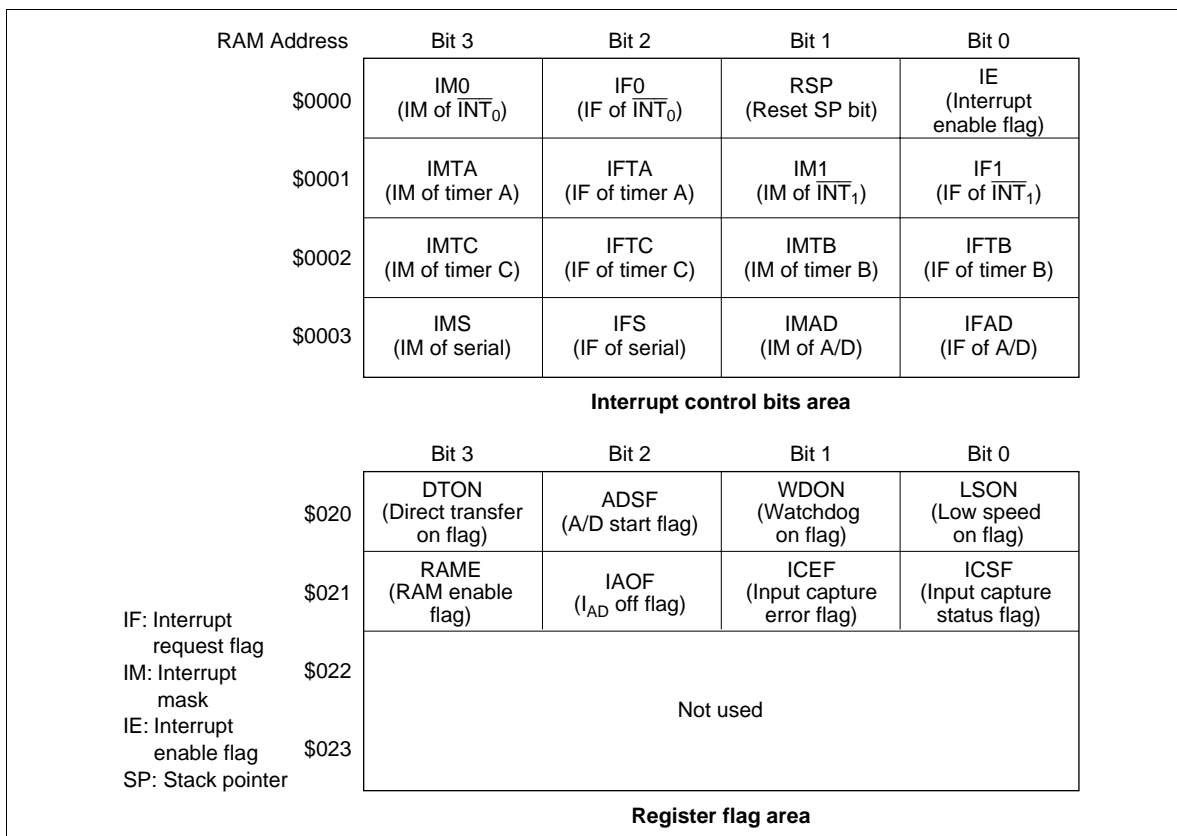 RAM Address Bit 3 Bit 2 Bit 1 Bit 0
$0000
IM0
(IM of INT0)
IF0
(IF of INT0)
RSP
(Reset SP bit)
IE
(Interrupt
enable flag)
$0001
IMTA
(IM of timer A)
IFTA
(IF of timer A)
IM1
(IM of INT1)
IF1
(IF of INT1)
$0002
IMTC
(IM of timer C)
IFTC
(IF of timer C)
IMTB
(IM of timer B)
IFTB
(IF of timer B)
$0003
IMS
(IM of serial)
IFS
(IF of serial)
IMAD
(IM of A/D)
IFAD
(IF of A/D)
Interrupt control bits area
Bit 3 Bit 2 Bit 1 Bit 0
$020
DTON
(Direct transfer
on flag)
ADSF
(A/D start flag)
WDON
(Watchdog
on flag)
LSON
(Low speed
on flag)
$021
RAME
(RAM enable
flag)
IAOF
(IAD off flag)
ICEF
(Input capture
error flag)
ICSF
(Input capture
status flag)
$022
$023
Not used
IF: Interrupt
request flag
IM: Interrupt
mask
IE: Interrupt
enable flag
SP: Stack pointer
Register flag area